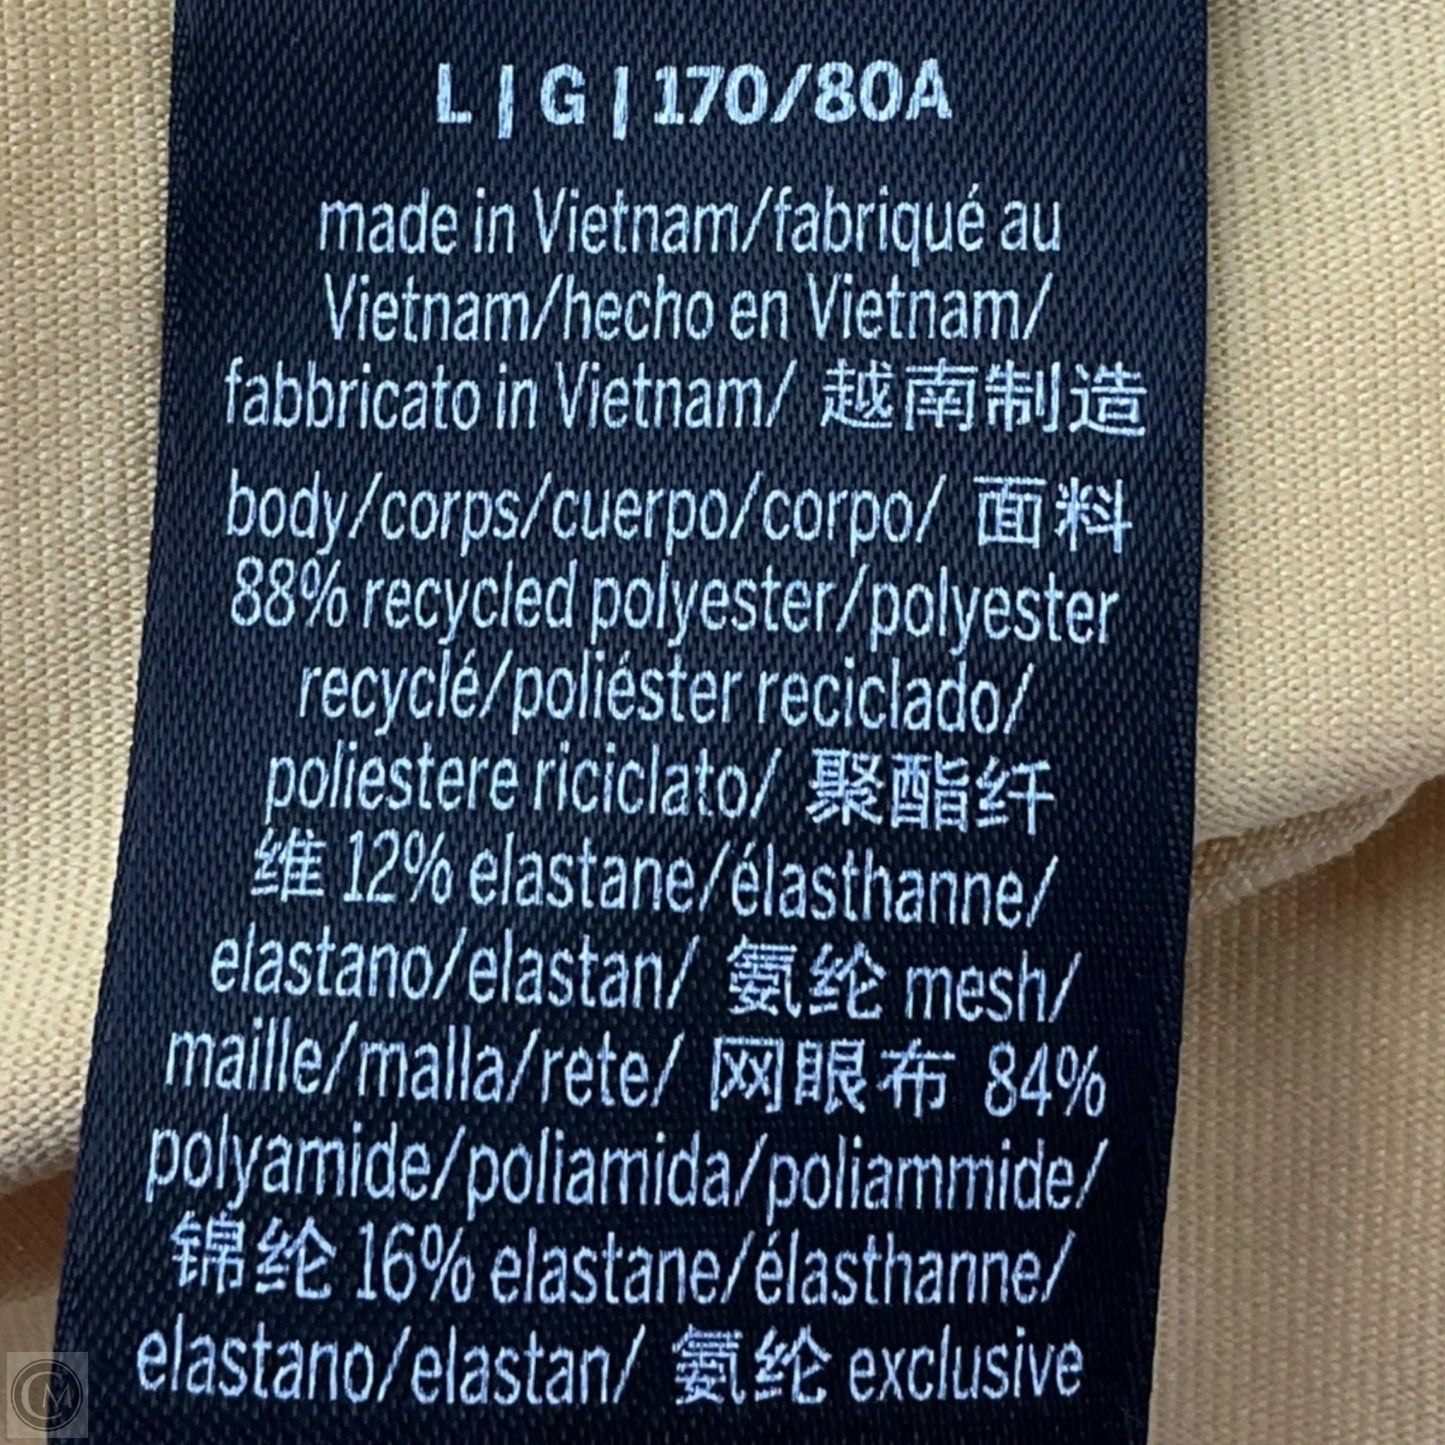 L | G | 170/80A
made in Vietnam/fabriqué au
Vietnam/hecho en Vietnam/
fabbricato in Vietnam/ 越南制造
body/corps/cuerpo/corpo/ 面料
88% recycled polyester/polyester
recyclé/poliéster reciclado/
poliestere riciclato/ 聚酯纤
维 12% elastane/élasthanne/
elastano/elastan/ 氨纶 mesh/
maille/malla/rete/ 网眼布 84%
polyamide/poliamida/poliammide/
锦纶 16% elastane/élasthanne/
elastano/elastan/ 氨纶 exclusive
CM